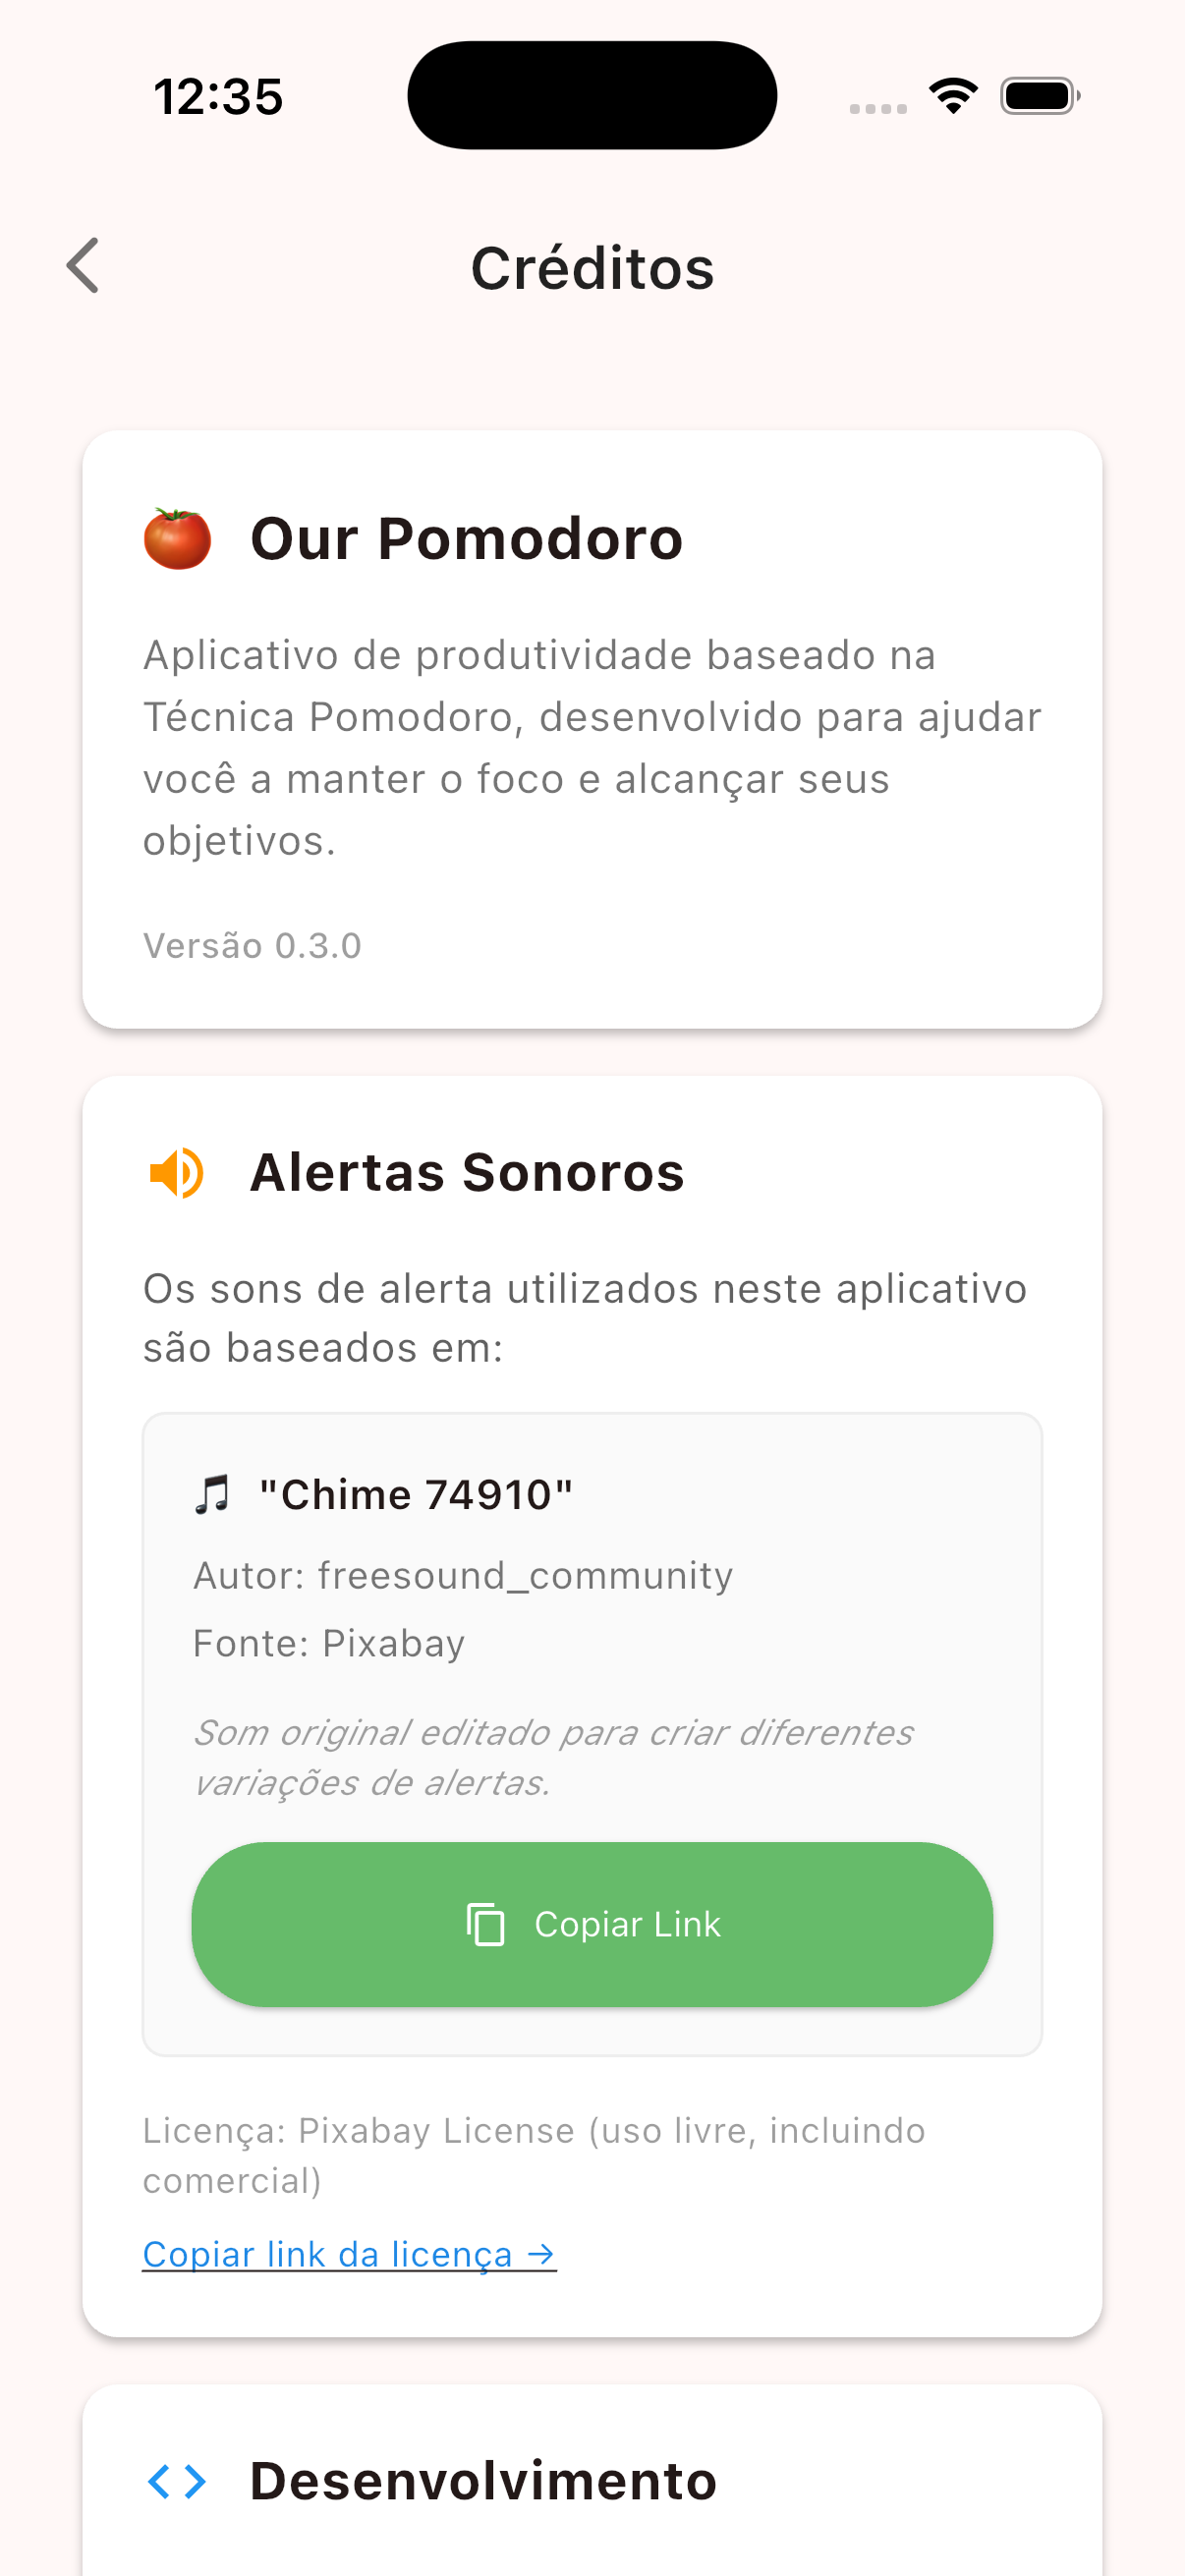 12:35
Créditos
Our Pomodoro
Aplicativo de produtividade baseado na
Técnica Pomodoro, desenvolvido para ajudar
você a manter o foco e alcançar seus
objetivos.
Versão 0.3.0
Alertas Sonoros
Os sons de alerta utilizados neste aplicativo
são baseados em:
"Chime 74910"
Autor: freesound_community
Fonte: Pixabay
Som original editado para criar diferentes
variações de alertas.
Copiar Link
Licença: Pixabay License (uso livre, incluindo
comercial)
Copiar link da licença →
Desenvolvimento